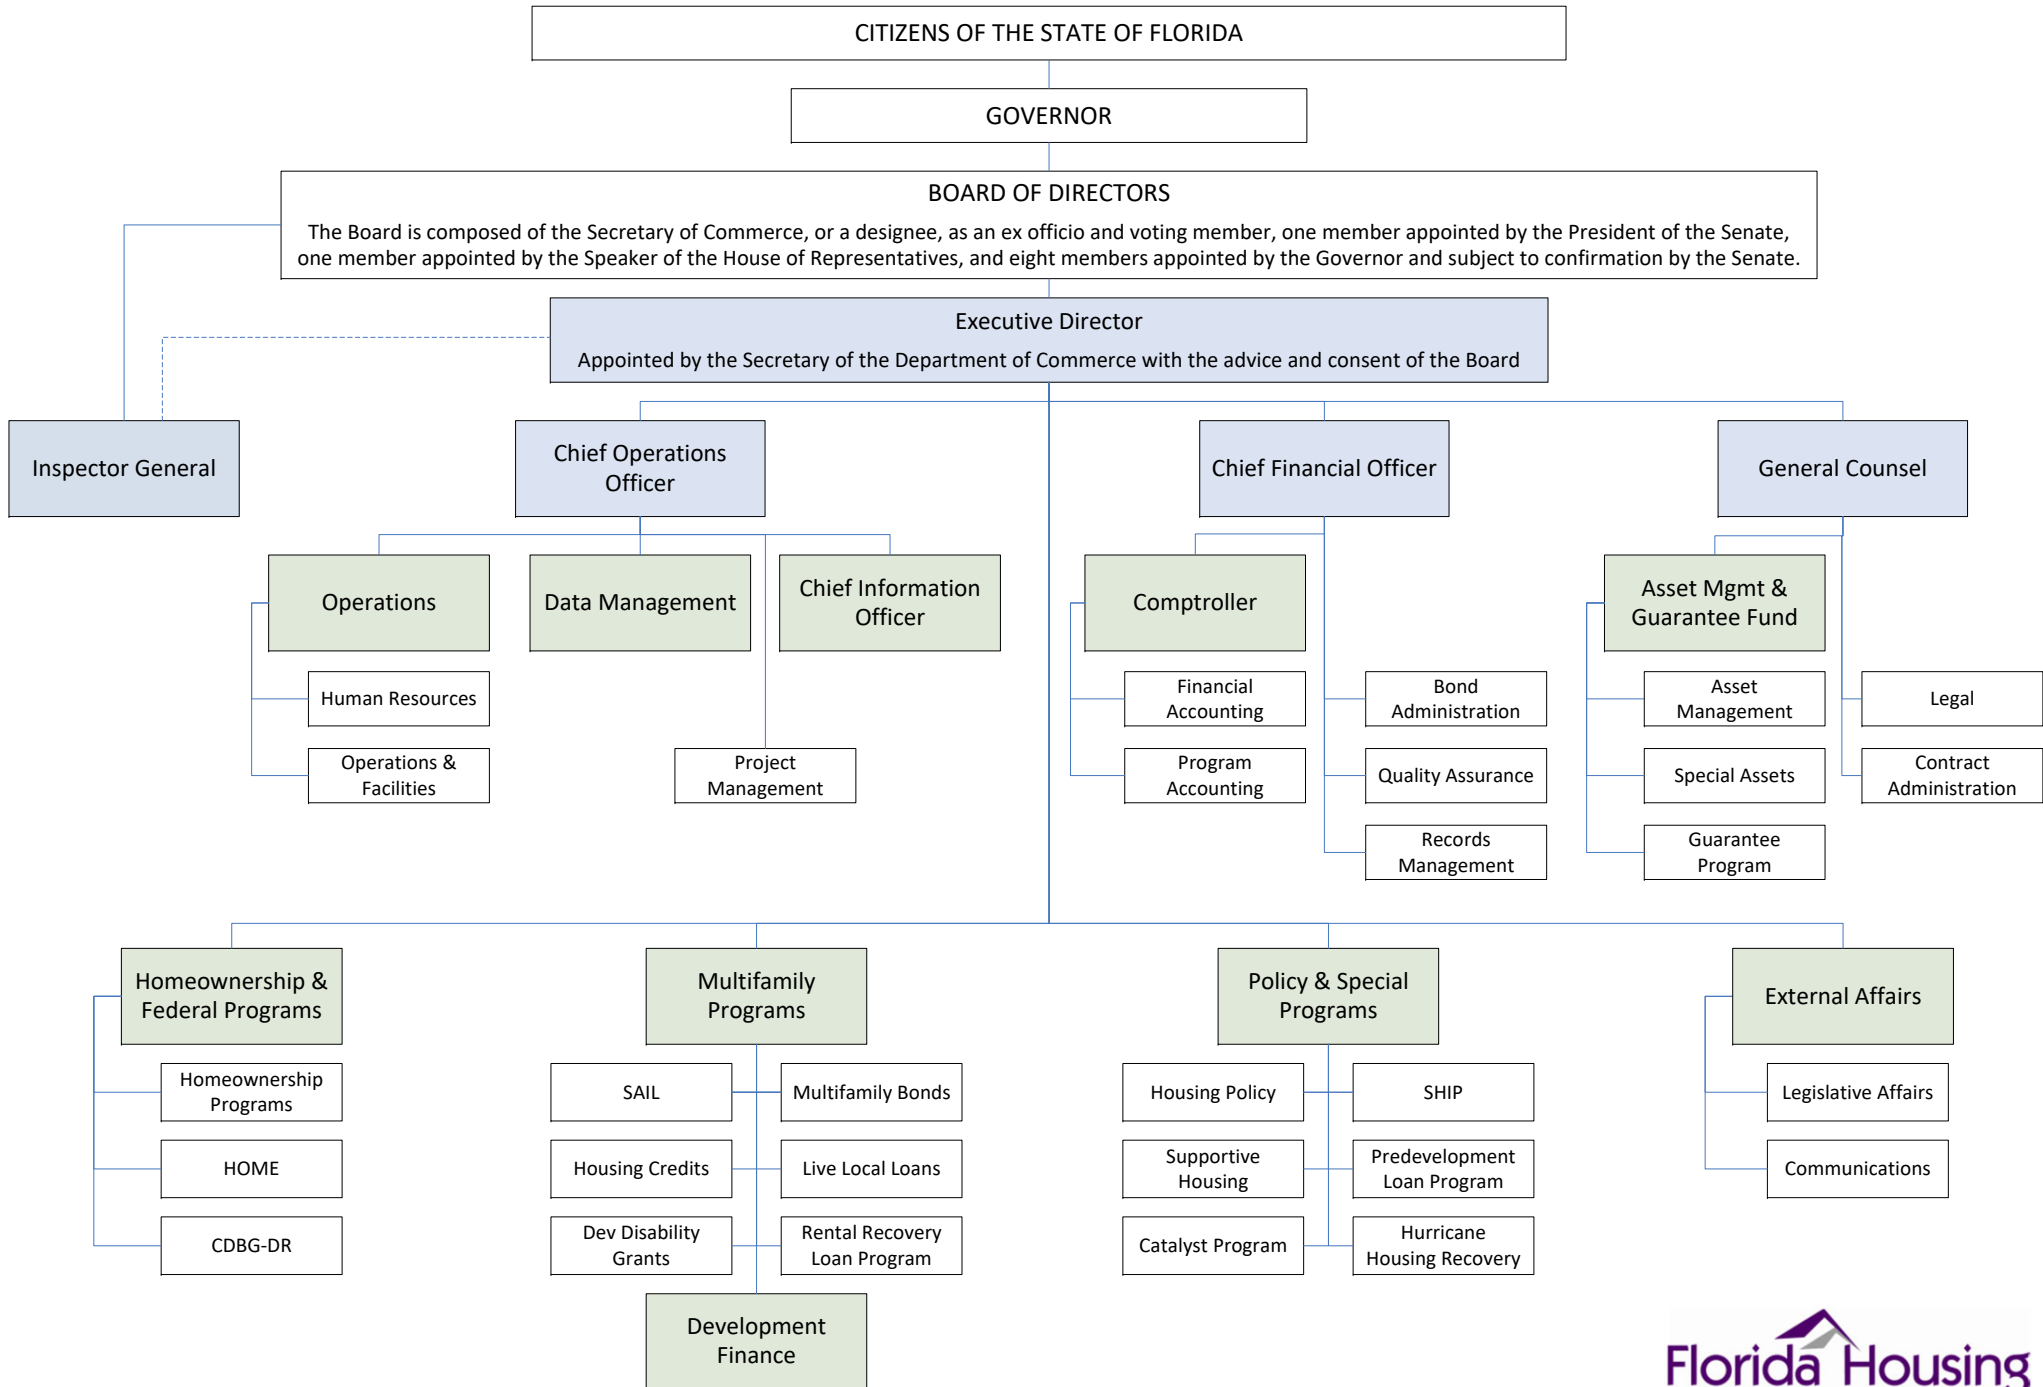 CITIZENS OF THE STATE OF FLORIDA
GOVERNOR
BOARD OF DIRECTORS
The Board is composed of the Secretary of Commerce, or a designee, as an ex officio and voting member, one member appointed by the President of the Senate,
one member appointed by the Speaker of the House of Representatives, and eight members appointed by the Governor and subject to confirmation by the Senate.
Executive Director
Appointed by the Secretary of the Department of Commerce with the advice and consent of the Board
Inspector General
Chief Operations
Officer
Chief Financial Officer
General Counsel
Operations
Data Management
Chief Information
Officer
Comptroller
Asset Mgmt &
Guarantee Fund
Human Resources
Financial
Accounting
Bond
Administration
Asset
Management
Legal
Operations &
Facilities
Project
Management
Program
Accounting
Quality Assurance
Special Assets
Contract
Administration
Records
Management
Guarantee
Program
Homeownership &
Federal Programs
Multifamily
Programs
Policy & Special
Programs
External Affairs
Homeownership
Programs
SAIL
Multifamily Bonds
Housing Policy
SHIP
Legislative Affairs
HOME
Housing Credits
Live Local Loans
Supportive
Housing
Predevelopment
Loan Program
Communications
CDBG-DR
Dev Disability
Grants
Rental Recovery
Loan Program
Catalyst Program
Hurricane
Housing Recovery
Development
Finance
Florida Housing